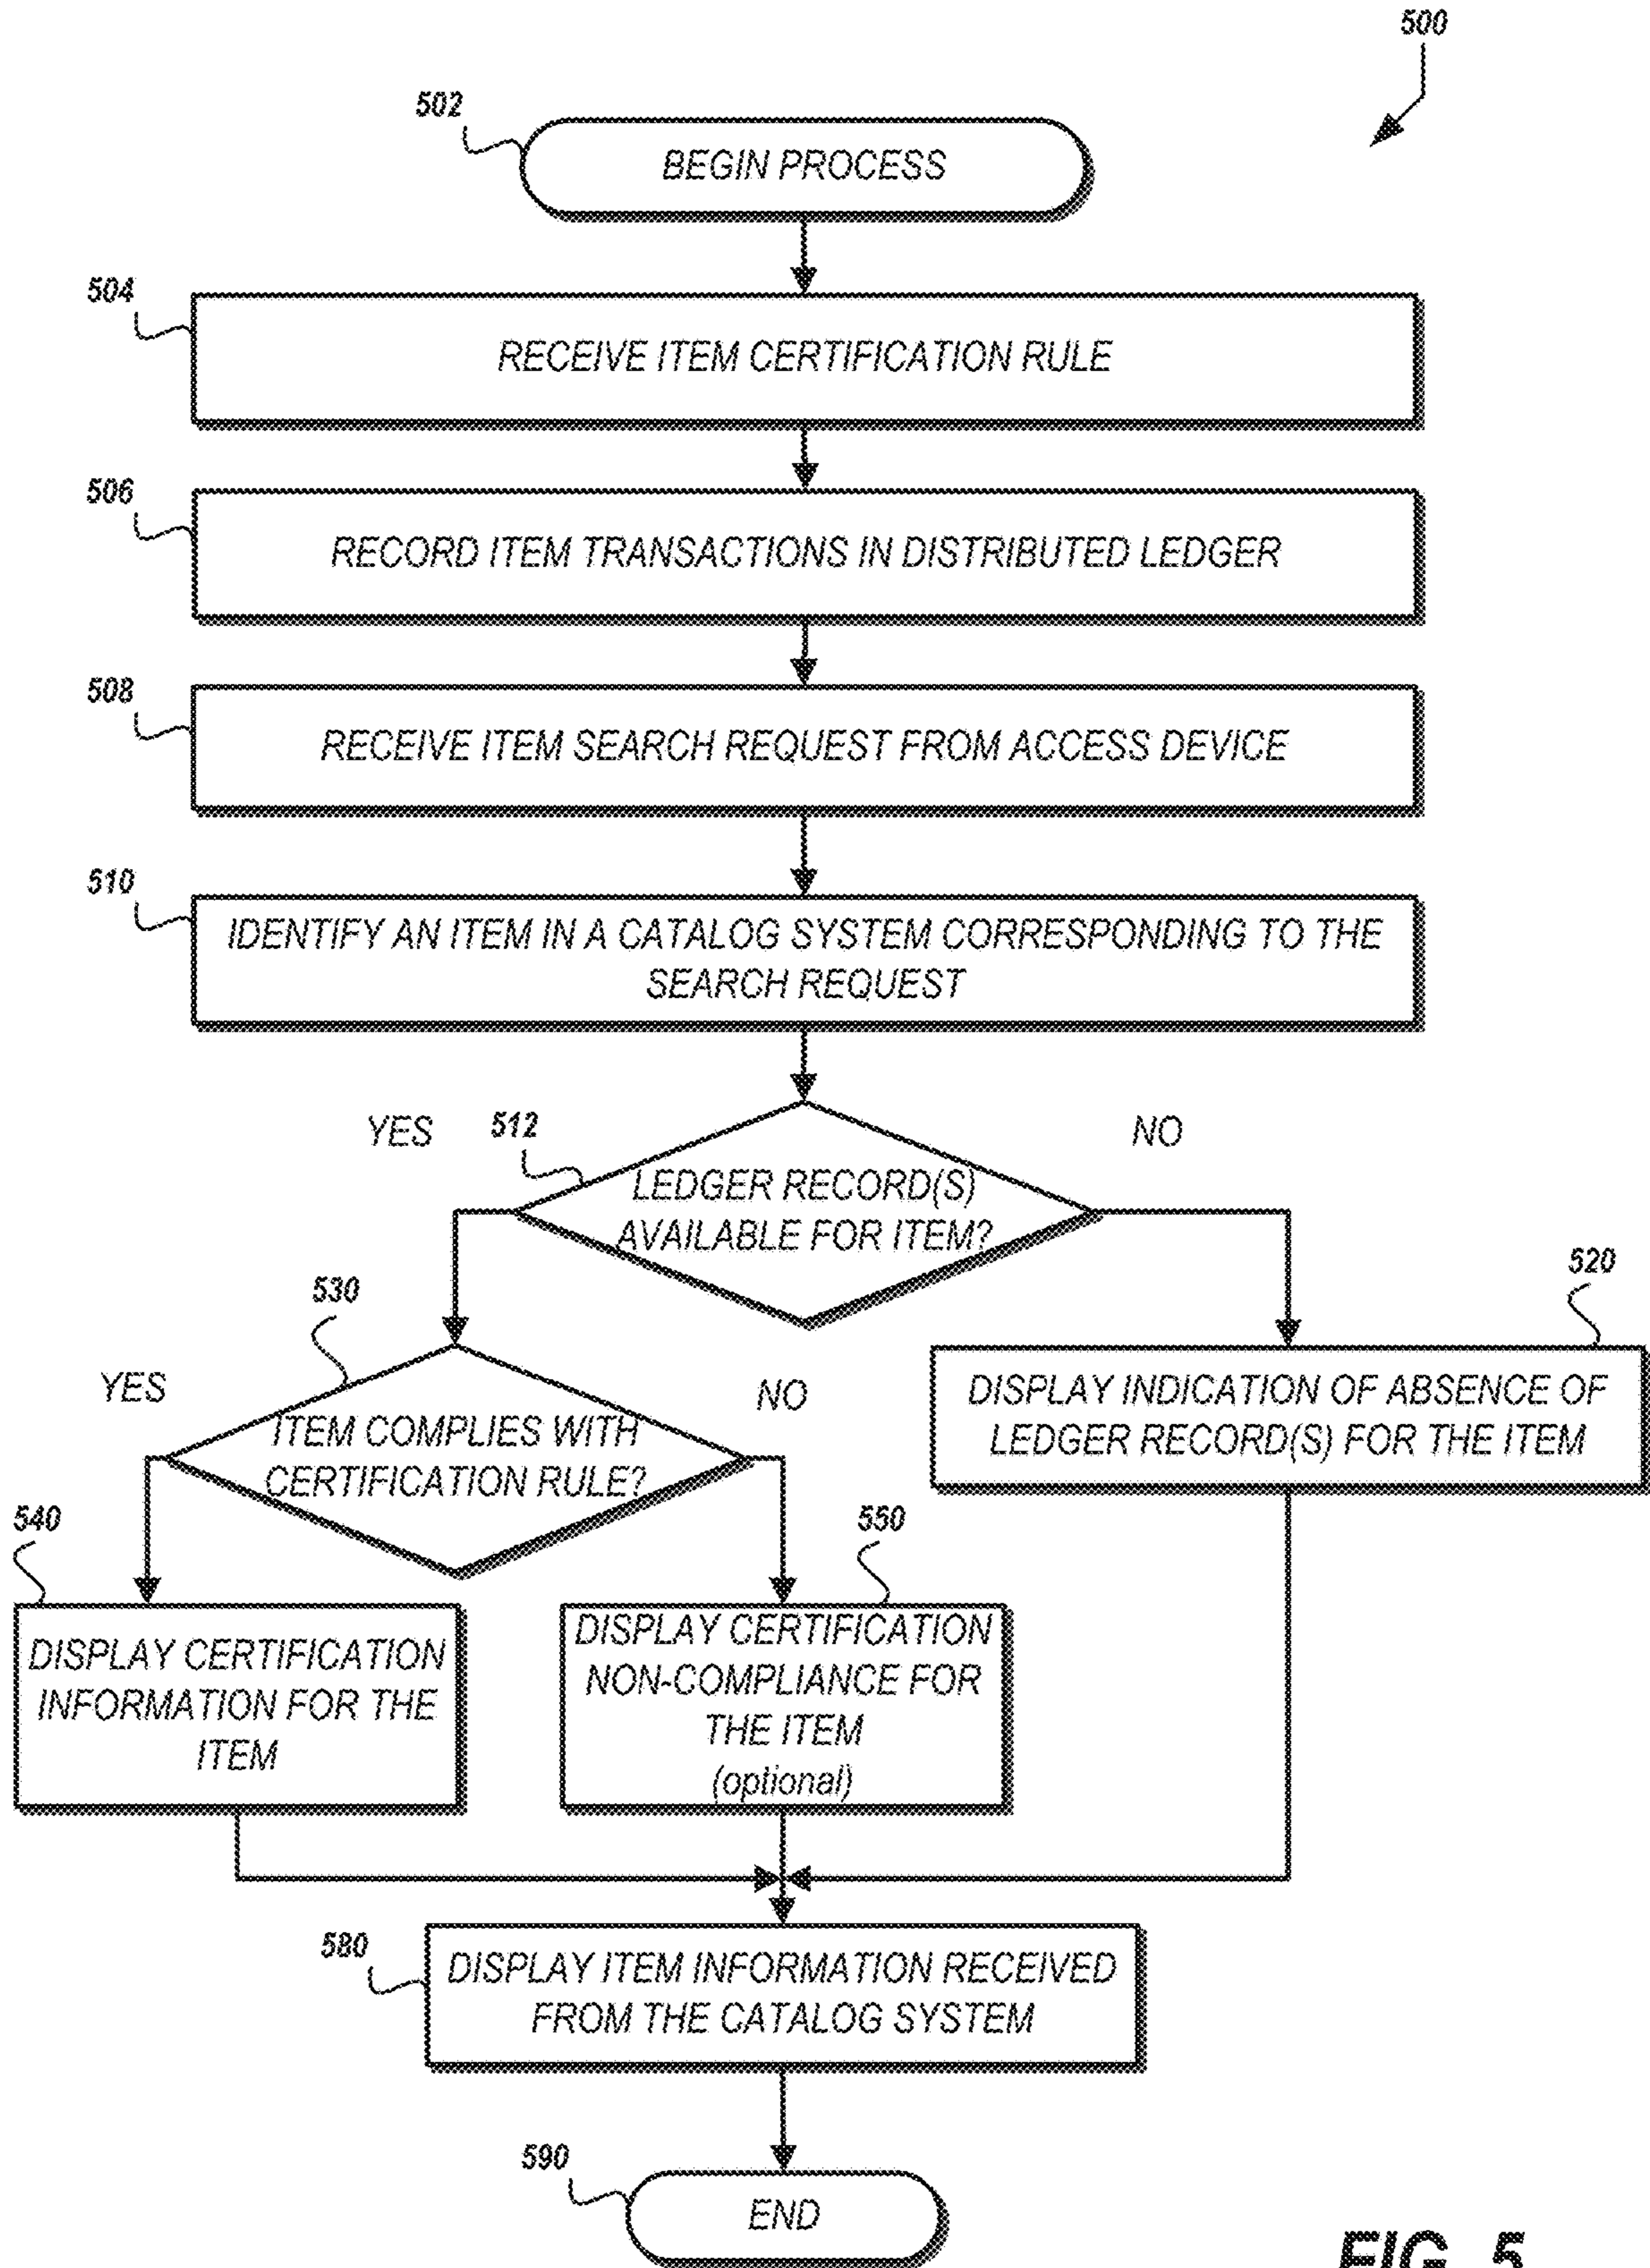 500
502
BEGIN PROCESS
504
RECEIVE ITEM CERTIFICATION RULE
506
RECORD ITEM TRANSACTIONS IN DISTRIBUTED LEDGER
508
RECEIVE ITEM SEARCH REQUEST FROM ACCESS DEVICE
510
IDENTIFY AN ITEM IN A CATALOG SYSTEM CORRESPONDING TO THE
SEARCH REQUEST
YES
512
NO
LEDGER RECORD(S)
AVAILABLE FOR ITEM?
530
520
YES
NO
DISPLAY INDICATION OF ABSENCE OF
LEDGER RECORD(S) FOR THE ITEM
ITEM COMPLIES WITH
CERTIFICATION RULE?
540
550
DISPLAY CERTIFICATION
INFORMATION FOR THE
ITEM
DISPLAY CERTIFICATION
NON-COMPLIANCE FOR
THE ITEM
(optional)
580
DISPLAY ITEM INFORMATION RECEIVED
FROM THE CATALOG SYSTEM
590
END
FIG. 5